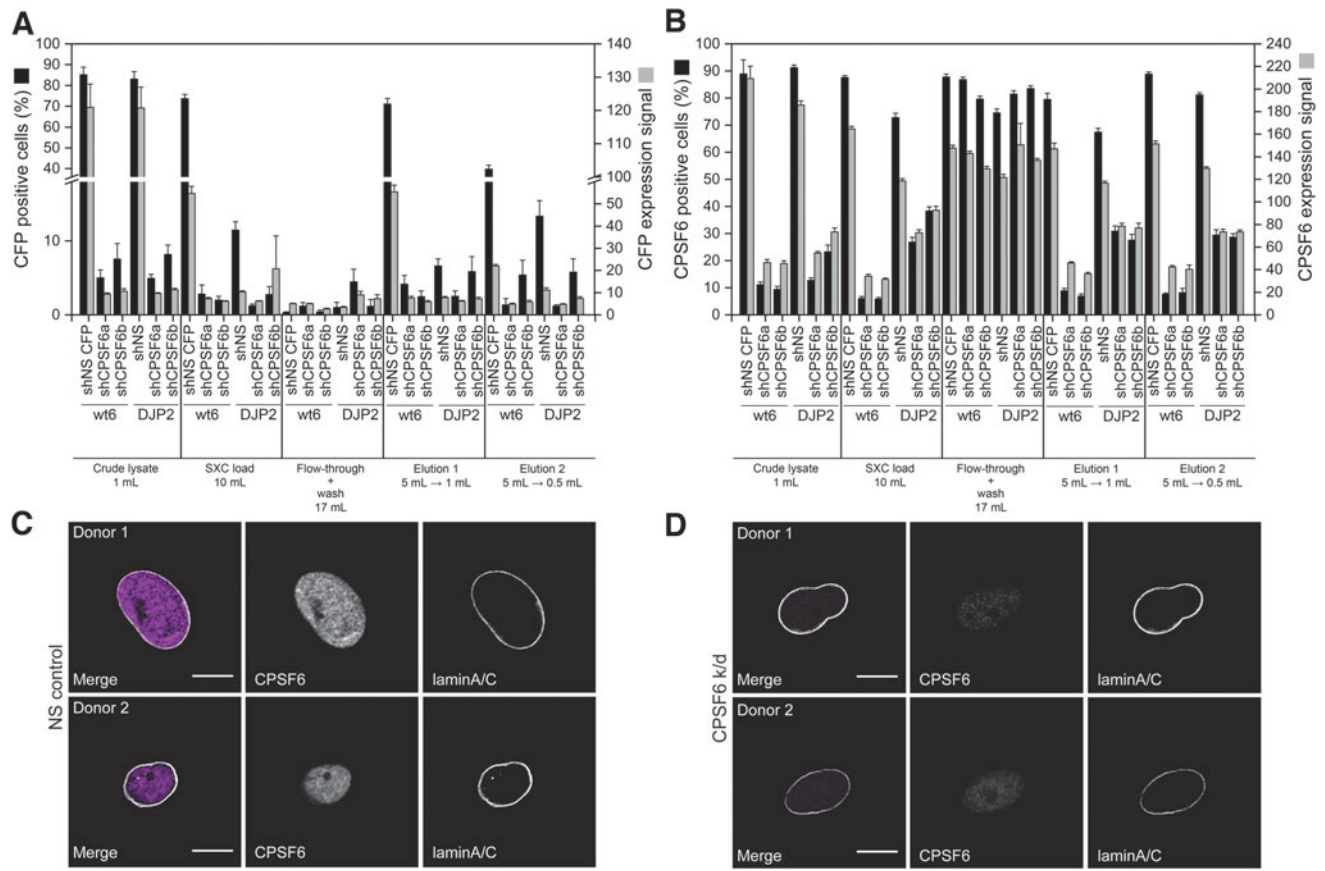 A
CFP positive cells (%)
100
90
80
70
60
50
40
10
0
140
130
120
110
100
50
40
30
20
10
0
CFP expression signal
shNS CFP
shCPSF6a
shCPSF6b
shNS
shCPSF6a
shCPSF6b
shNS CFP
shCPSF6a
shCPSF6b
shNS
shCPSF6a
shCPSF6b
shNS CFP
shCPSF6a
shCPSF6b
shNS
shCPSF6a
shCPSF6b
shNS CFP
shCPSF6a
shCPSF6b
shNS
shCPSF6a
shCPSF6b
shNS CFP
shCPSF6a
shCPSF6b
shNS
shCPSF6a
shCPSF6b
wt6 DJP2 wt6 DJP2 wt6 DJP2 wt6 DJP2 wt6 DJP2
Crude lysate
1 mL
SXC load
10 mL
Flow-through
+
wash
17 mL
Elution 1
5 mL → 1 mL
Elution 2
5 mL → 0.5 mL
B
CPSF6 positive cells (%)
100
90
80
70
60
50
40
30
20
10
0
240
220
200
180
160
140
120
100
80
60
40
20
0
CPSF6 expression signal
shNS CFP
shCPSF6a
shCPSF6b
shNS
shCPSF6a
shCPSF6b
shNS CFP
shCPSF6a
shCPSF6b
shNS
shCPSF6a
shCPSF6b
shNS CFP
shCPSF6a
shCPSF6b
shNS
shCPSF6a
shCPSF6b
shNS CFP
shCPSF6a
shCPSF6b
shNS
shCPSF6a
shCPSF6b
shNS CFP
shCPSF6a
shCPSF6b
shNS
shCPSF6a
shCPSF6b
wt6 DJP2 wt6 DJP2 wt6 DJP2 wt6 DJP2 wt6 DJP2
Crude lysate
1 mL
SXC load
10 mL
Flow-through
+
wash
17 mL
Elution 1
5 mL → 1 mL
Elution 2
5 mL → 0.5 mL
C
NS control
Donor 1
Merge
CPSF6
laminA/C
Donor 2
Merge
CPSF6
laminA/C
D
CPSF6 k/d
Donor 1
Merge
CPSF6
laminA/C
Donor 2
Merge
CPSF6
laminA/C